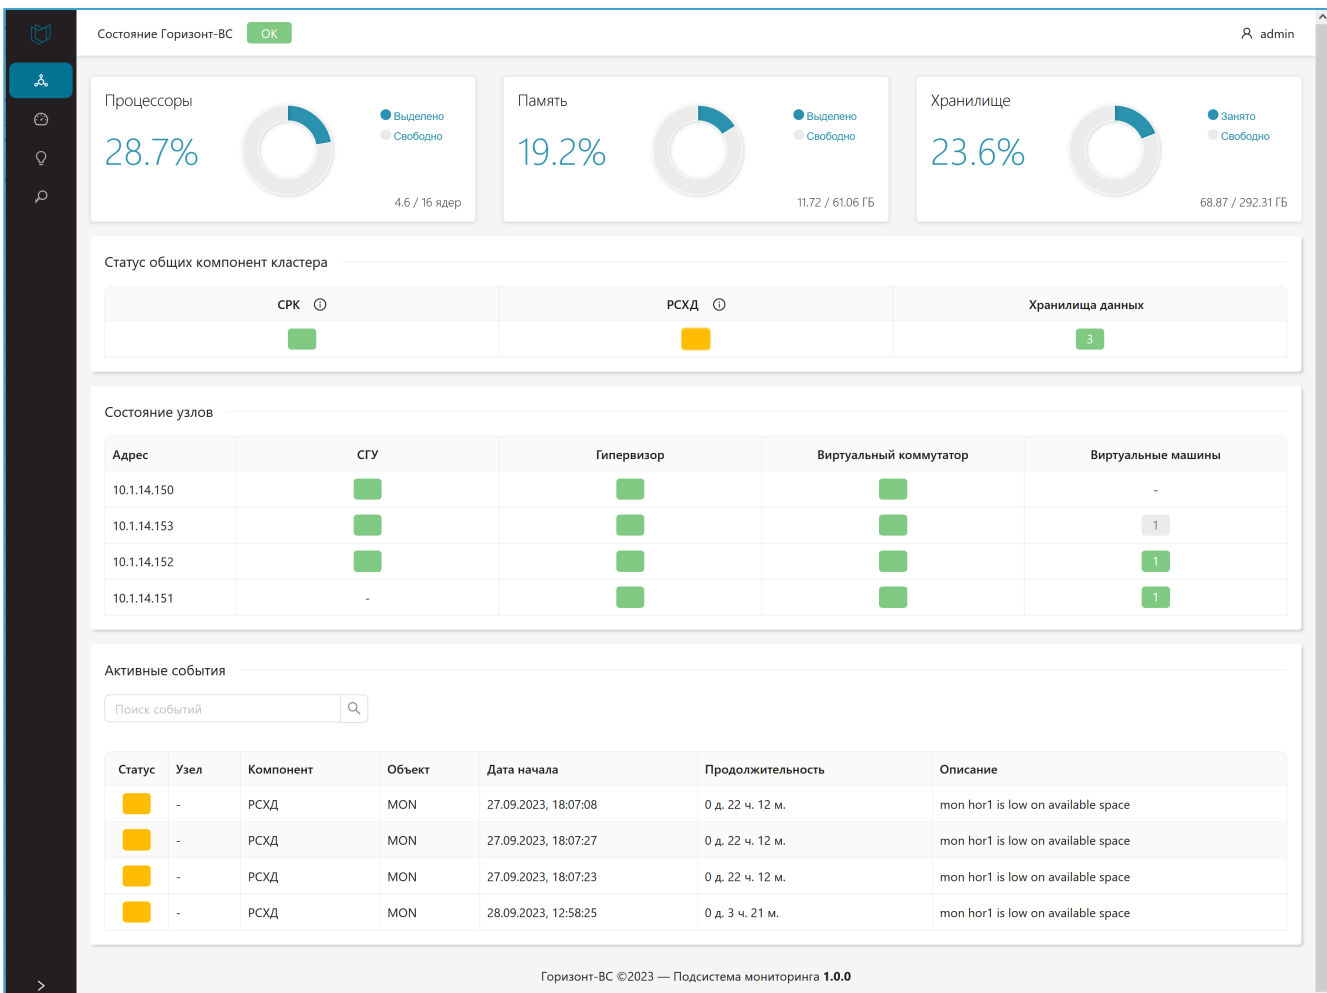 Состояние Горизонт-ВС OK admin
Процессоры
28.7%
Выделено
Свободно
4.6 / 16 ядер
Память
19.2%
Выделено
Свободно
11.72 / 61.06 ГБ
Хранилище
23.6%
Занято
Свободно
68.87 / 292.31 ГБ
Статус общих компонент кластера
СРК РСХД Хранилища данных
3
Состояние узлов
Адрес СГУ Гипервизор Виртуальный коммутатор Виртуальные машины
10.1.14.150 -
10.1.14.153 1
10.1.14.152 1
10.1.14.151 - 1
Активные события
Поиск событий
Статус Узел Компонент Объект Дата начала Продолжительность Описание
- РСХД MON 27.09.2023, 18:07:08 0 д. 22 ч. 12 м. mon hor1 is low on available space
- РСХД MON 27.09.2023, 18:07:27 0 д. 22 ч. 12 м. mon hor1 is low on available space
- РСХД MON 27.09.2023, 18:07:23 0 д. 22 ч. 12 м. mon hor1 is low on available space
- РСХД MON 28.09.2023, 12:58:25 0 д. 3 ч. 21 м. mon hor1 is low on available space
Горизонт-ВС ©2023 — Подсистема мониторинга 1.0.0